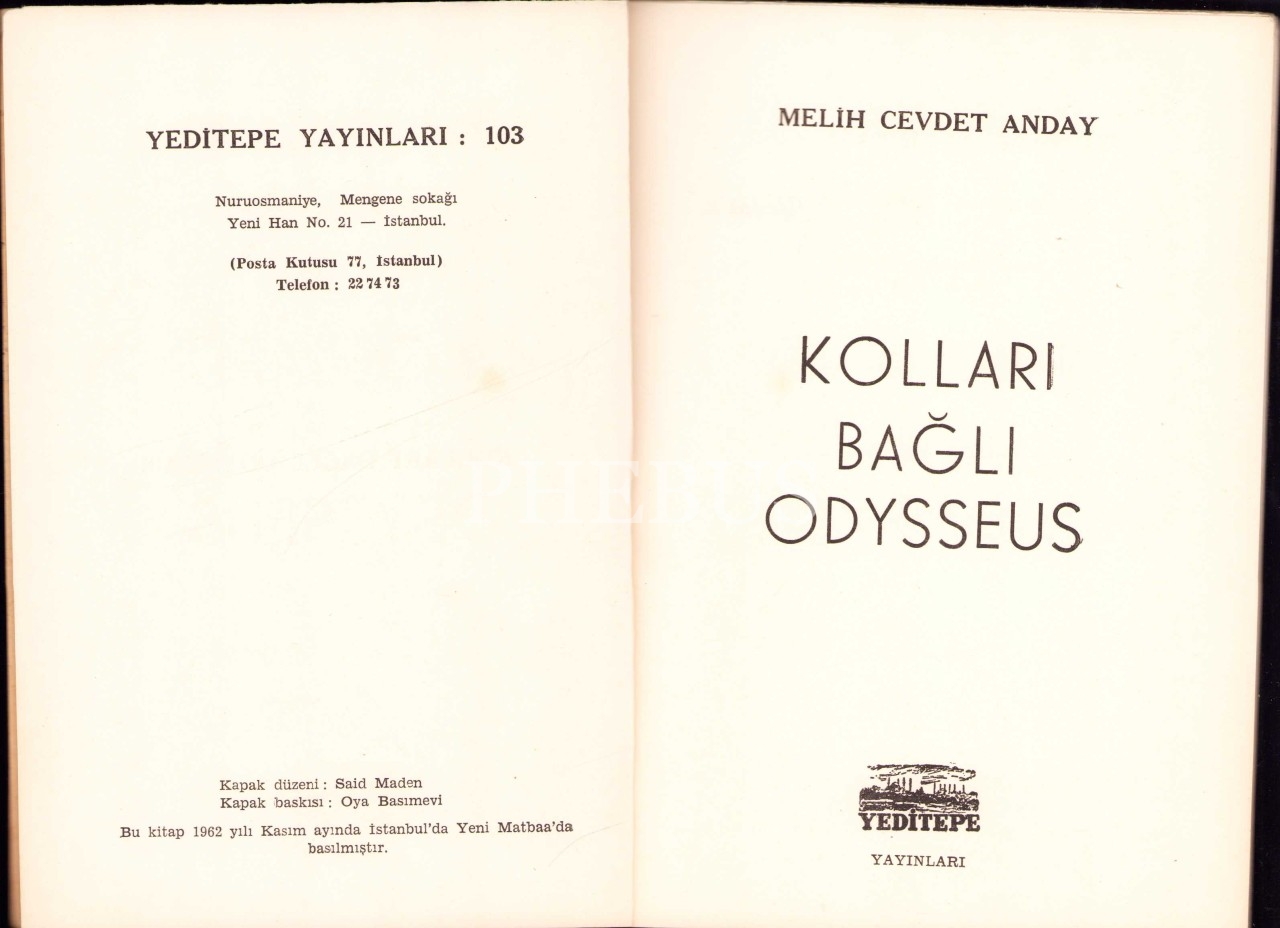 YEDİTEPE YAYINLARI : 103
Nuruosmaniye, Mengene sokağı
Yeni Han No. 21 — İstanbul.
(Posta Kutusu 77, İstanbul)
Telefon : 22 74 73
Kapak düzeni : Said Maden
Kapak baskısı : Oya Basımevi
Bu kitap 1962 yılı Kasım ayında İstanbul'da Yeni Matbaa'da
basılmıştır.
MELİH CEVDET ANDAY
KOLLARI
BAĞLI
ODYSSEUS
YEDİTEPE
YAYINLARI
PHEBUS